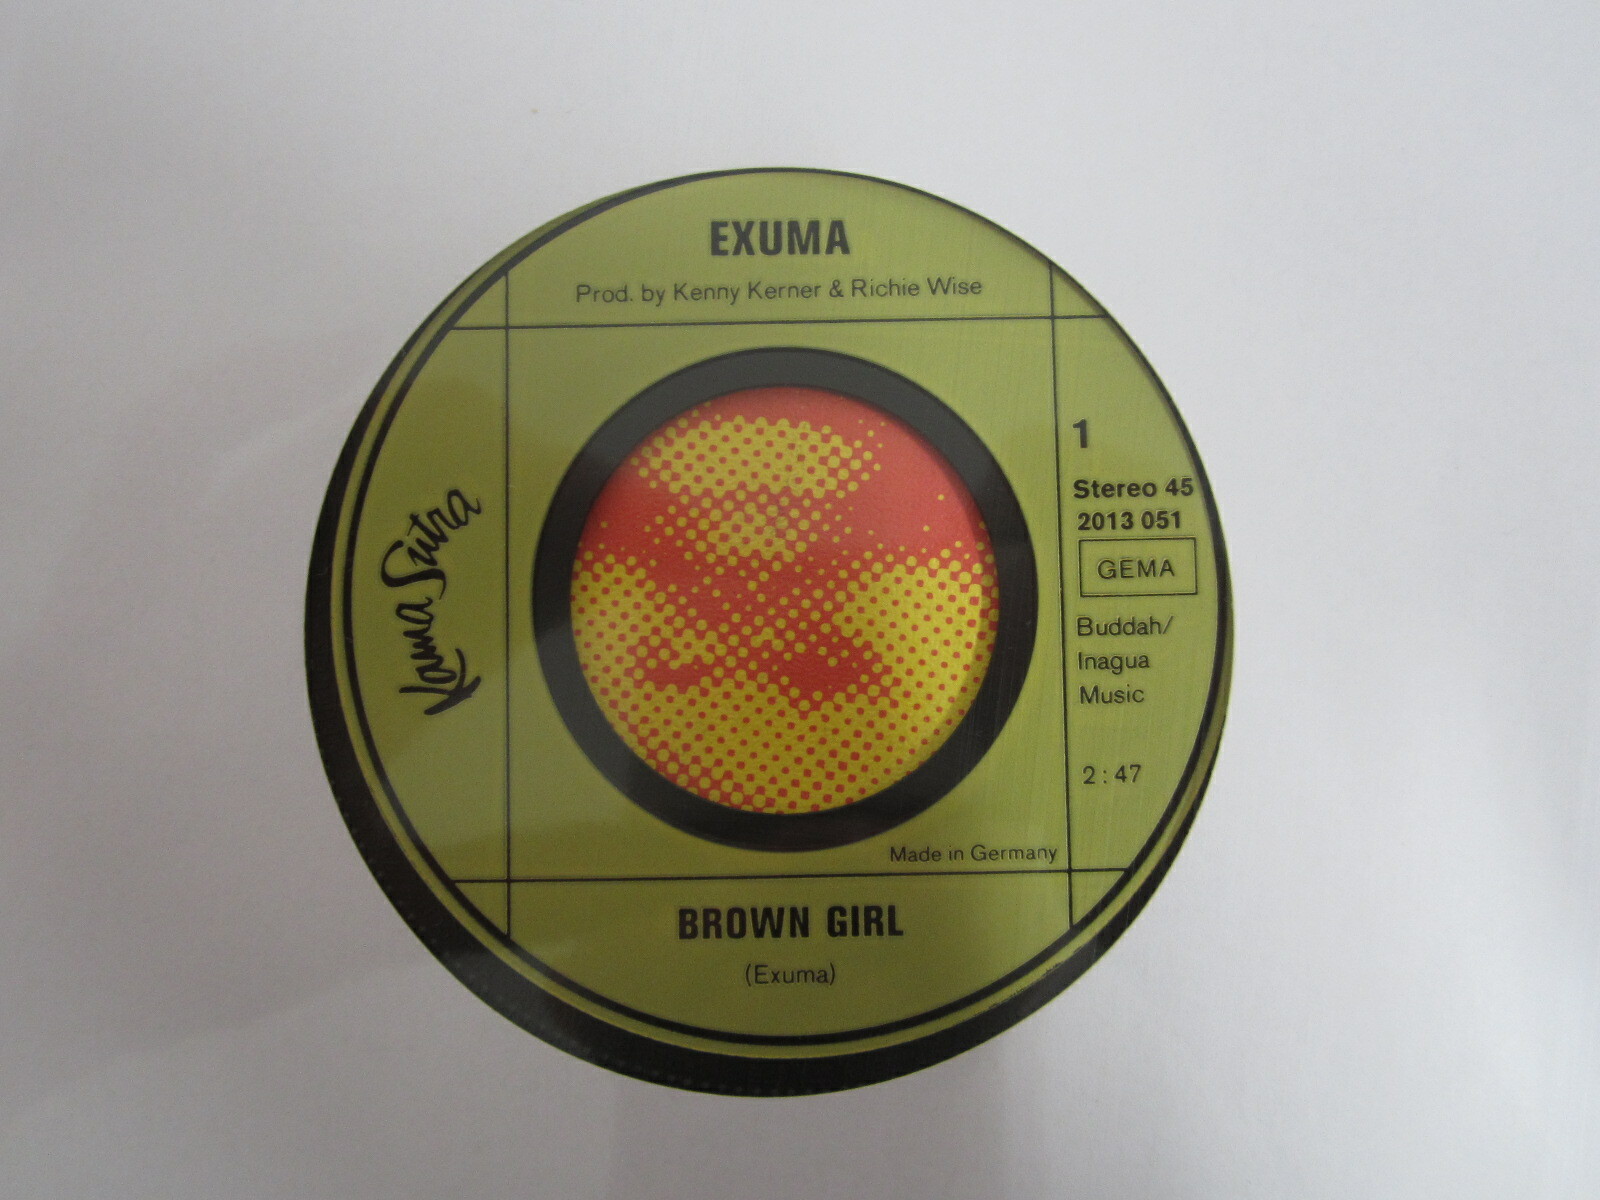 EXUMA
Prod. by Kenny Kerner & Richie Wise
Kama Sutra
1
Stereo 45
2013 051
GEMA
Buddah/
Inagua
Music
2:47
Made in Germany
BROWN GIRL
(Exuma)